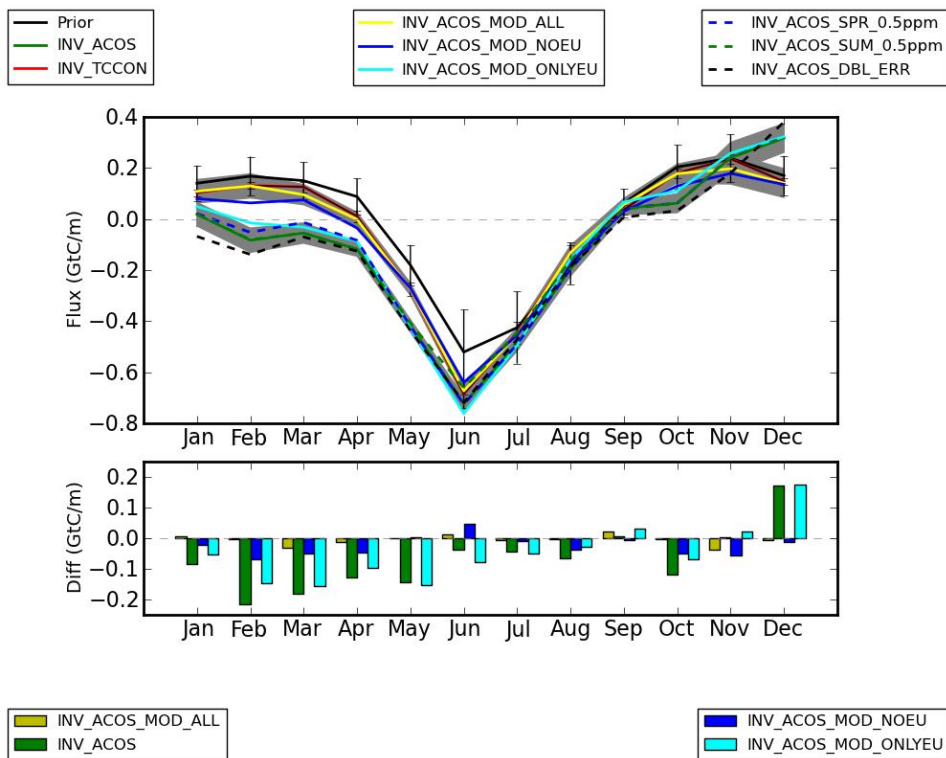 Prior
INV_ACOS
INV_TCCON
INV_ACOS_MOD_ALL
INV_ACOS_MOD_NOEU
INV_ACOS_MOD_ONLYEU
INV_ACOS_SPR_0.5ppm
INV_ACOS_SUM_0.5ppm
INV_ACOS_DBL_ERR
Flux (GtC/m)
0.4
0.2
0.0
−0.2
−0.4
−0.6
−0.8
Jan Feb Mar Apr May Jun Jul Aug Sep Oct Nov Dec
Diff (GtC/m)
0.2
0.1
0.0
−0.1
−0.2
Jan Feb Mar Apr May Jun Jul Aug Sep Oct Nov Dec
INV_ACOS_MOD_ALL
INV_ACOS
INV_ACOS_MOD_NOEU
INV_ACOS_MOD_ONLYEU